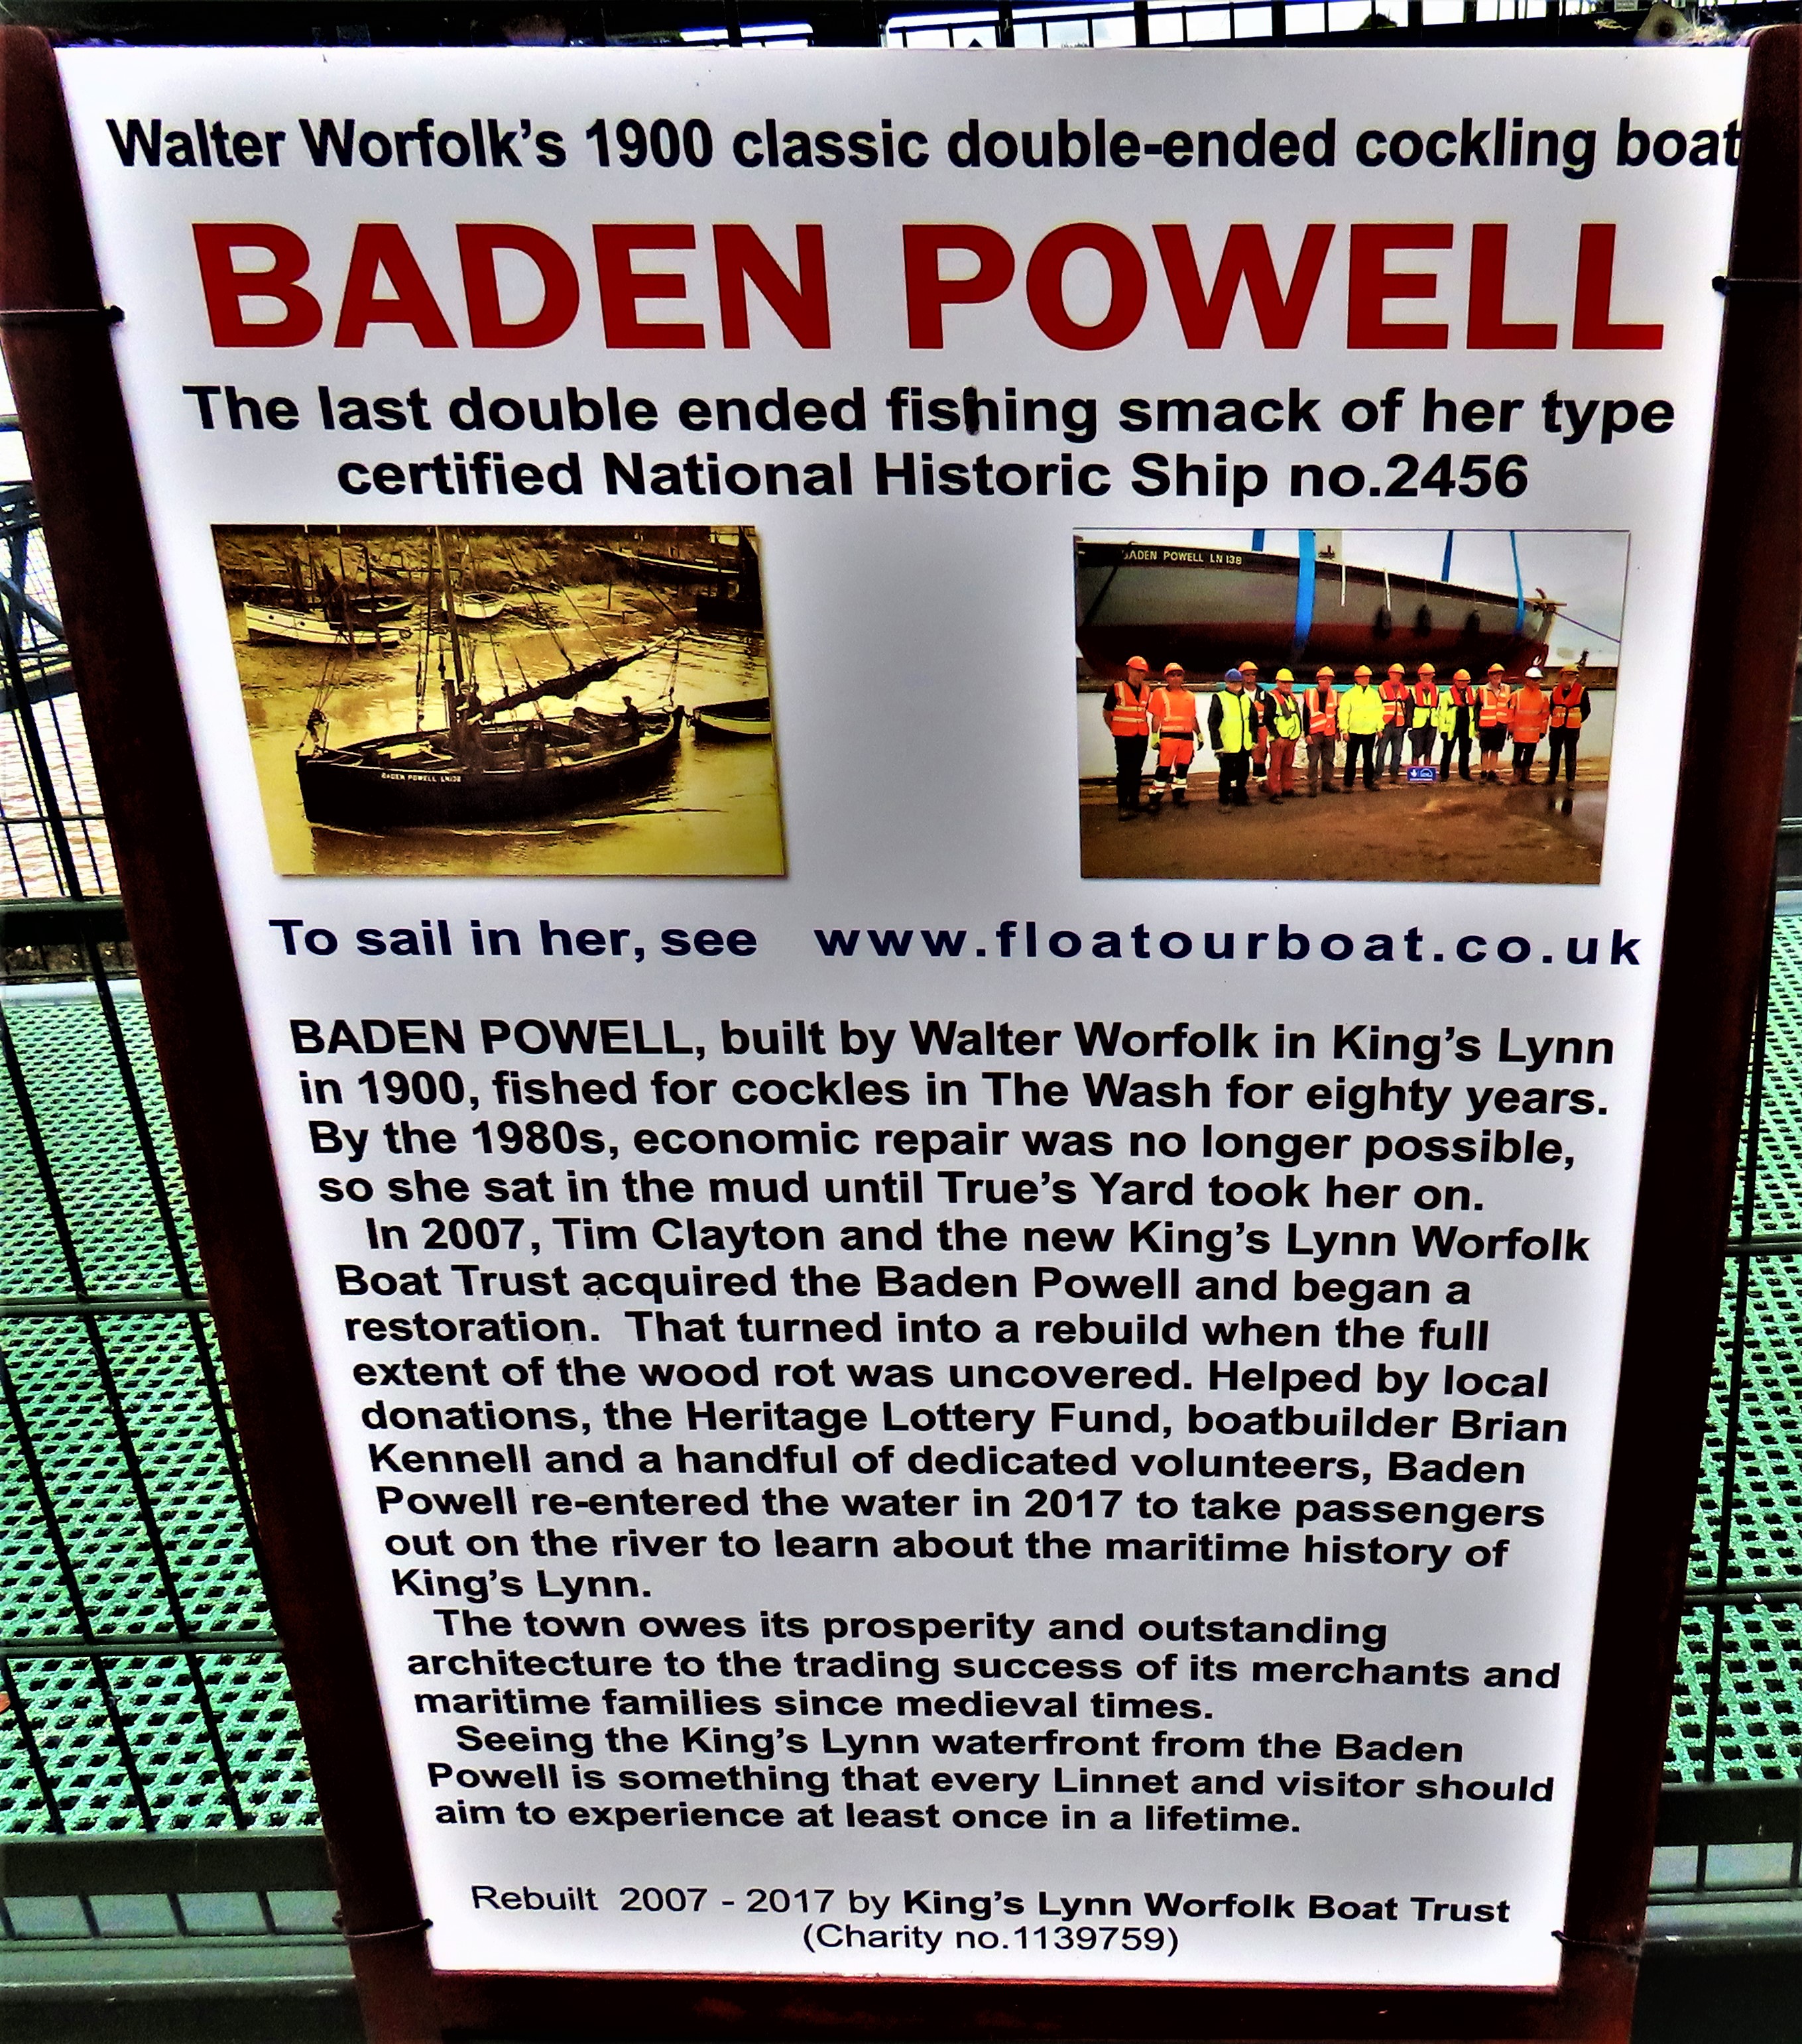 Walter Worfolk's 1900 classic double-ended cockling boat
BADEN POWELL
The last double ended fishing smack of her type
certified National Historic Ship no.2456
BADEN POWELL LN138
BADEN POWELL LN 138
To sail in her, see www.floatourboat.co.uk
BADEN POWELL, built by Walter Worfolk in King's Lynn
in 1900, fished for cockles in The Wash for eighty years.
By the 1980s, economic repair was no longer possible,
so she sat in the mud until True's Yard took her on.
In 2007, Tim Clayton and the new King's Lynn Worfolk
Boat Trust acquired the Baden Powell and began a
restoration. That turned into a rebuild when the full
extent of the wood rot was uncovered. Helped by local
donations, the Heritage Lottery Fund, boatbuilder Brian
Kennell and a handful of dedicated volunteers, Baden
Powell re-entered the water in 2017 to take passengers
out on the river to learn about the maritime history of
King's Lynn.
The town owes its prosperity and outstanding
architecture to the trading success of its merchants and
maritime families since medieval times.
Seeing the King's Lynn waterfront from the Baden
Powell is something that every Linnet and visitor should
aim to experience at least once in a lifetime.
Rebuilt 2007 - 2017 by King's Lynn Worfolk Boat Trust
(Charity no.1139759)